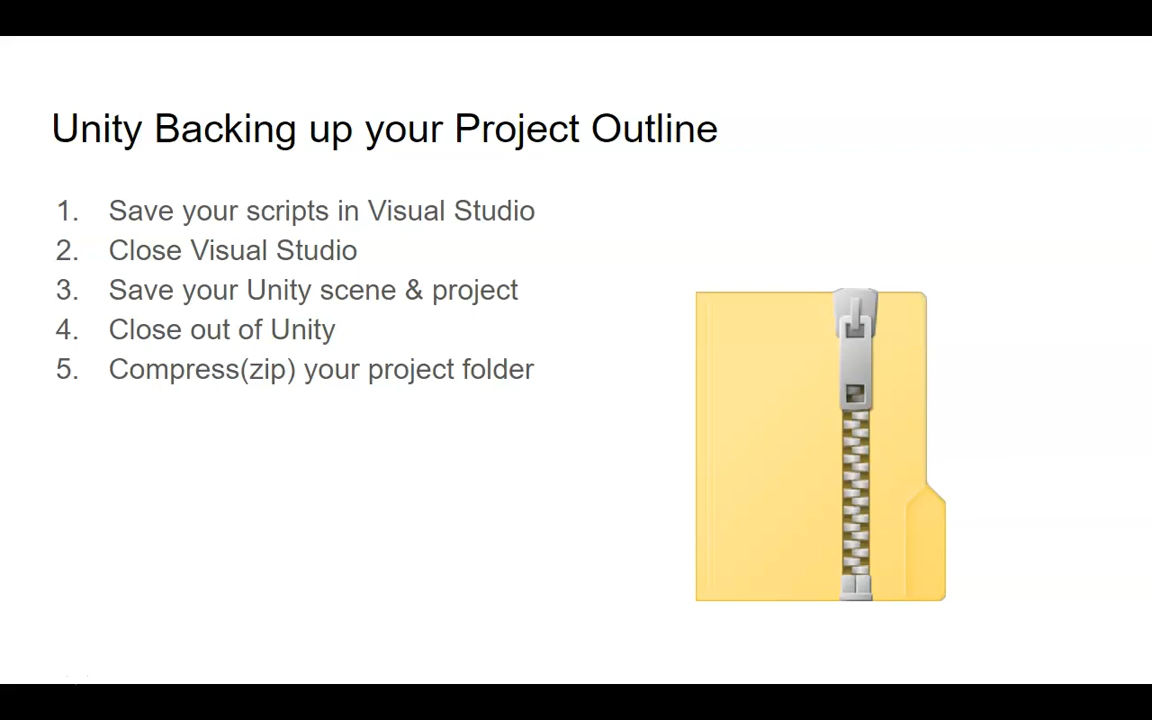 Unity Backing up your Project Outline
1. Save your scripts in Visual Studio
2. Close Visual Studio
3. Save your Unity scene & project
4. Close out of Unity
5. Compress(zip) your project folder